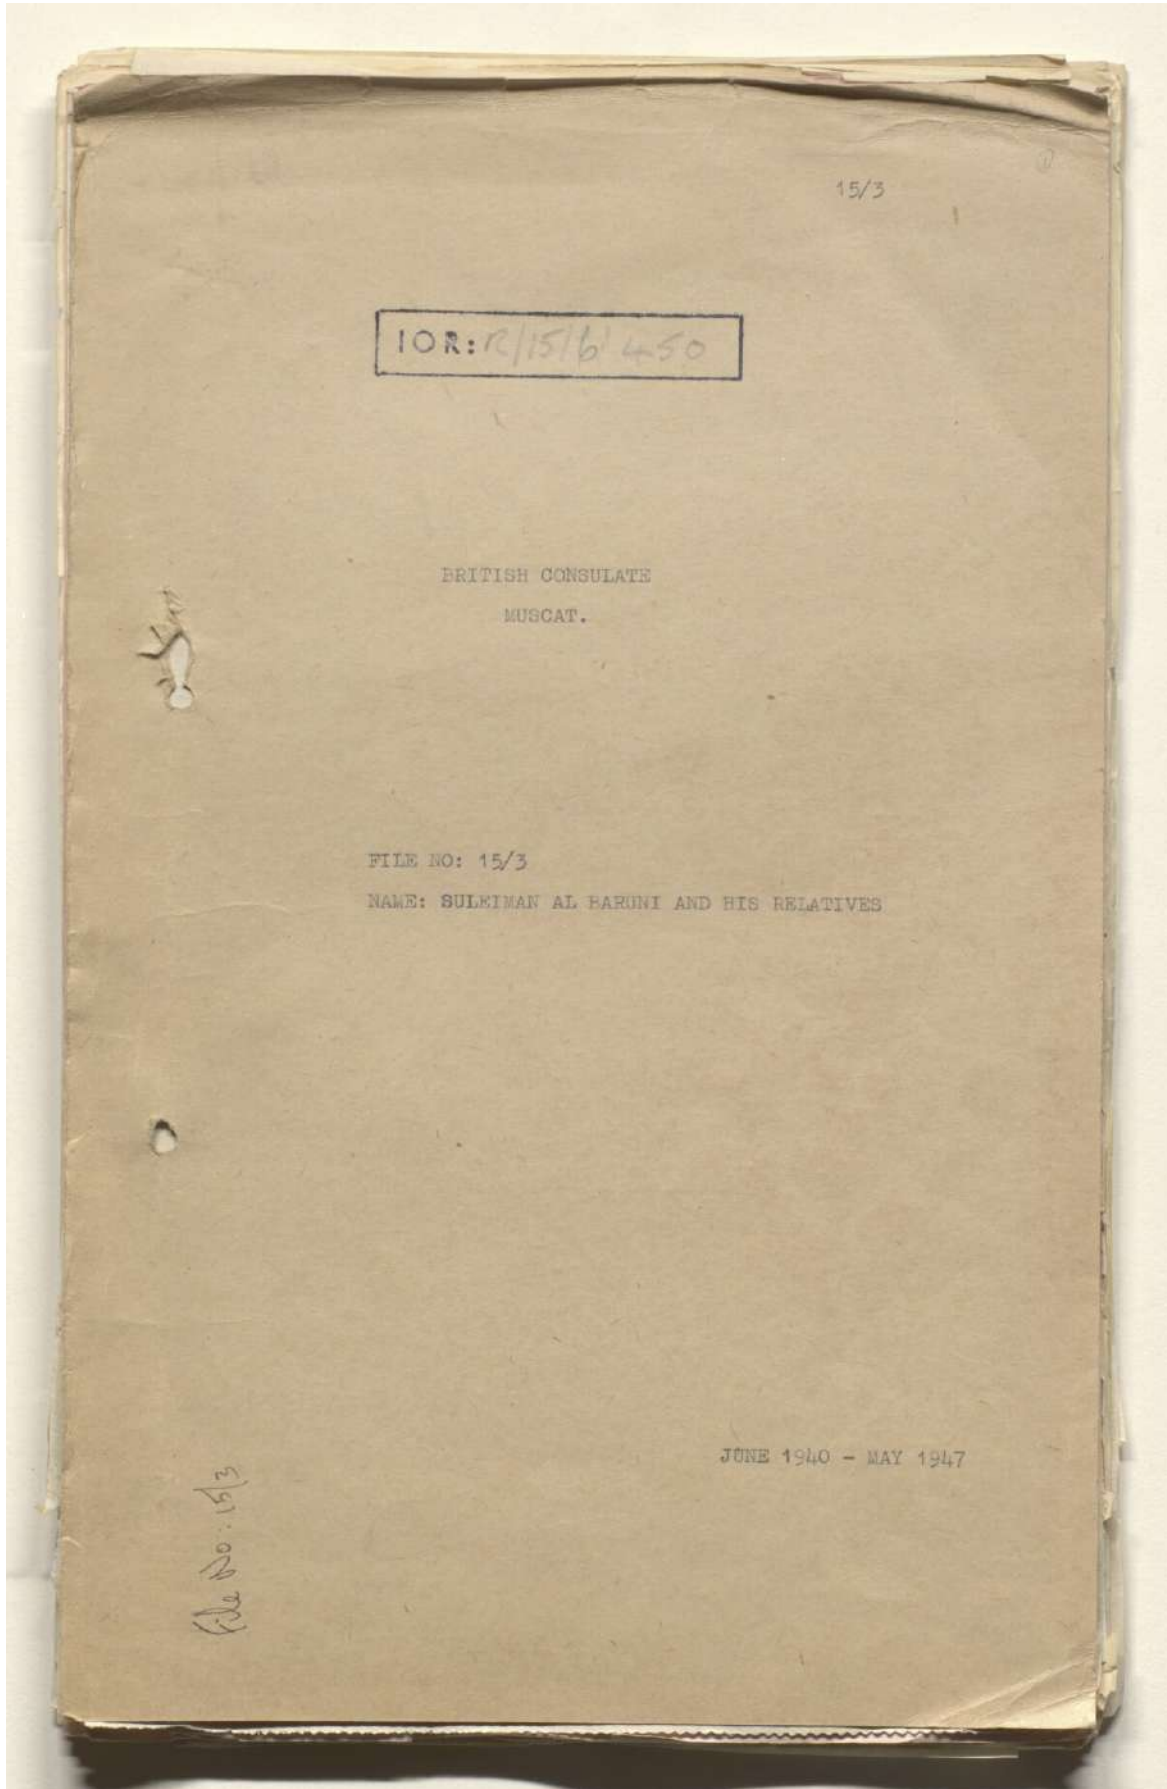 ①
15/3
IOR: R/15/6 450
BRITISH CONSULATE
MUSCAT.
FILE NO: 15/3
NAME: SULEIMAN AL BARUNI AND HIS RELATIVES
JUNE 1940 - MAY 1947
File No: 15/3